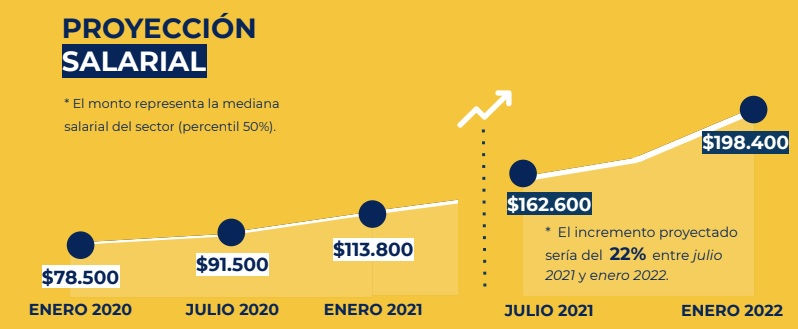 PROYECCIÓN
SALARIAL
* El monto representa la mediana
salarial del sector (percentil 50%).
$78.500
$91.500
$113.800
$162.600
$198.400
* El incremento proyectado
sería del 22% entre julio
2021 y enero 2022.
ENERO 2020
JULIO 2020
ENERO 2021
JULIO 2021
ENERO 2022